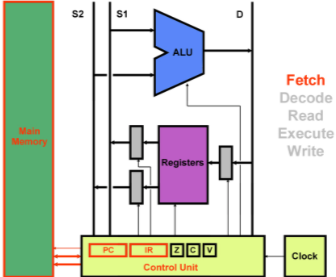 S2
S1
D
ALU
Fetch
Decode
Read
Execute
Write
Main
Memory
Registers
PC
IR
Z
C
V
Control Unit
Clock